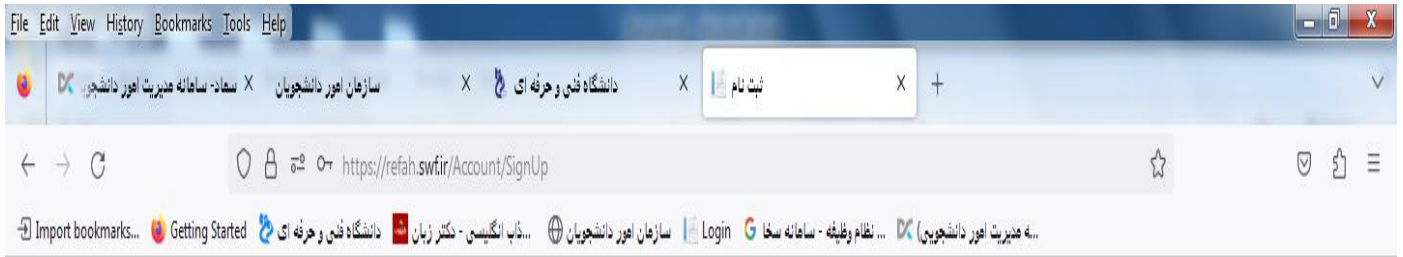 File Edit View History Bookmarks Tools Help
سعاد- سامانه مدیریت امور دانشجوی X سازمان امور دانشجویان X دانشگاه فنی و حرفه ای X ثبت نام X +
https://refah.swf.ir/Account/SignUp
Import bookmarks... Getting Started دانشگاه فنی و حرفه ای ...ذاب انگلیسی - دکتر زبان سازمان امور دانشجویان Login ... نظام وظیفه - سامانه سخا ...ه مدیریت امور دانشجویی)